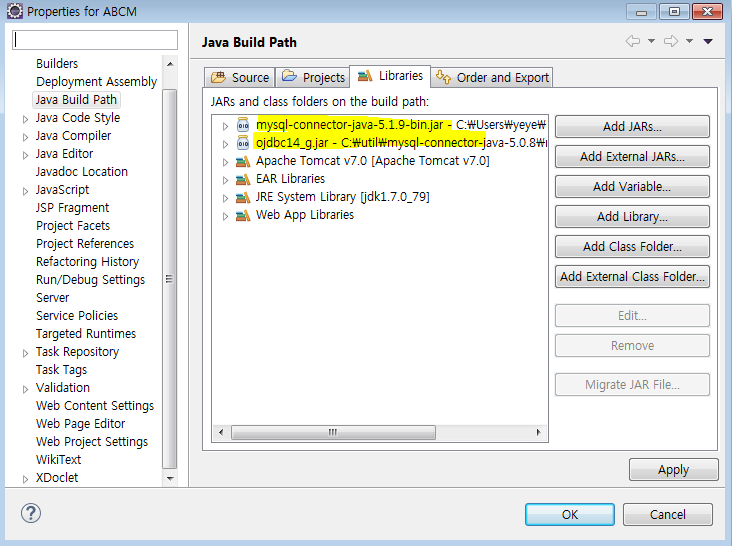 Properties for ABCM
Builders
Deployment Assembly
Java Build Path
Java Code Style
Java Compiler
Java Editor
Javadoc Location
JavaScript
JSP Fragment
Project Facets
Project References
Refactoring History
Run/Debug Settings
Server
Service Policies
Targeted Runtimes
Task Repository
Task Tags
Validation
Web Content Settings
Web Page Editor
Web Project Settings
WikiText
XDoclet
Java Build Path
Source
Projects
Libraries
Order and Export
JARs and class folders on the build path:
mysql-connector-java-5.1.9-bin.jar - C:₩Users₩yeye₩
ojdbc14_g.jar - C:₩util₩mysql-connector-java-5.0.8₩
Apache Tomcat v7.0 [Apache Tomcat v7.0]
EAR Libraries
JRE System Library [jdk1.7.0_79]
Web App Libraries
Add JARs...
Add External JARs...
Add Variable...
Add Library...
Add Class Folder...
Add External Class Folder...
Edit...
Remove
Migrate JAR File...
Apply
OK
Cancel